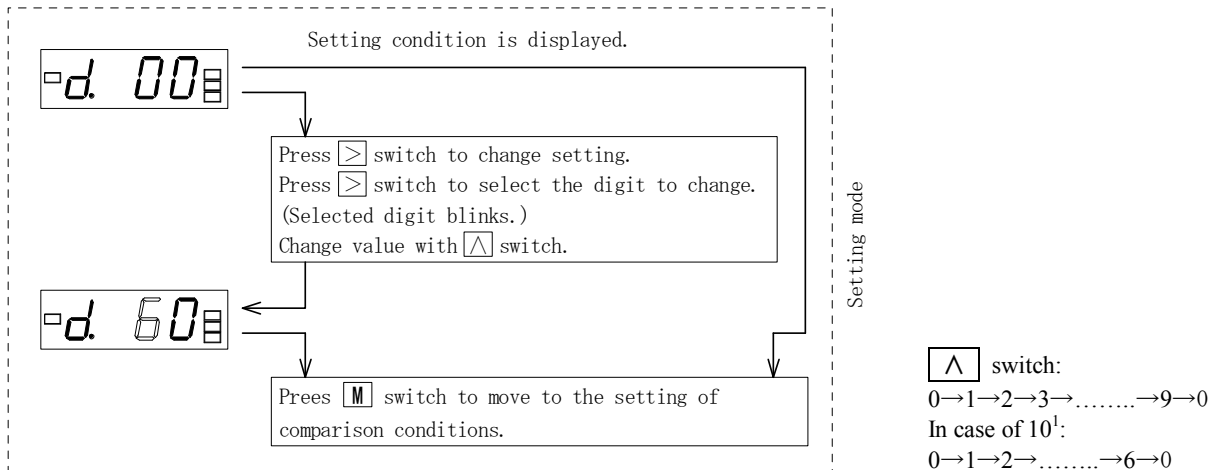 Setting condition is displayed.
d. 00
Press > switch to change setting.
Press > switch to select the digit to change.
(Selected digit blinks.)
Change value with ∧ switch.
d. 60
Prees M switch to move to the setting of
comparison conditions.
Setting mode
∧ switch:
0→1→2→3→……..→9→0
In case of 10¹:
0→1→2→……..→6→0